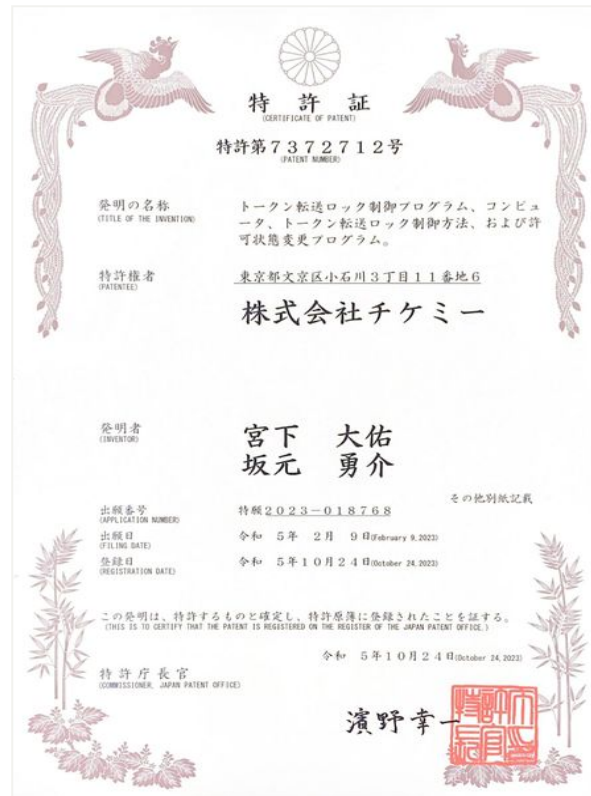 特許証
(CERTIFICATE OF PATENT)
特許第7372712号
(PATENT NUMBER)
発明の名称
(TITLE OF THE INVENTION)
トークン転送ロック制御プログラム、コンピュ
ータ、トークン転送ロック制御方法、および許
可状態変更プログラム。
特許権者
(PATENTEE)
東京都文京区小石川3丁目11番地6
株式会社チケミー
発明者
(INVENTOR)
宮下 大佑
坂元 勇介
その他別紙記載
出願番号
(APPLICATION NUMBER)
特願2023-018768
出願日
(FILING DATE)
令和 5年 2月 9日(February 9,2023)
登録日
(REGISTRATION DATE)
令和 5年10月24日(October 24,2023)
この発明は、特許するものと確定し、特許原簿に登録されたことを証する。
(THIS IS TO CERTIFY THAT THE PATENT IS REGISTERED ON THE REGISTER OF THE JAPAN PATENT OFFICE.)
令和 5年10月24日(October 24,2023)
特許庁長官
(COMMISSIONER, JAPAN PATENT OFFICE)
濱野幸一